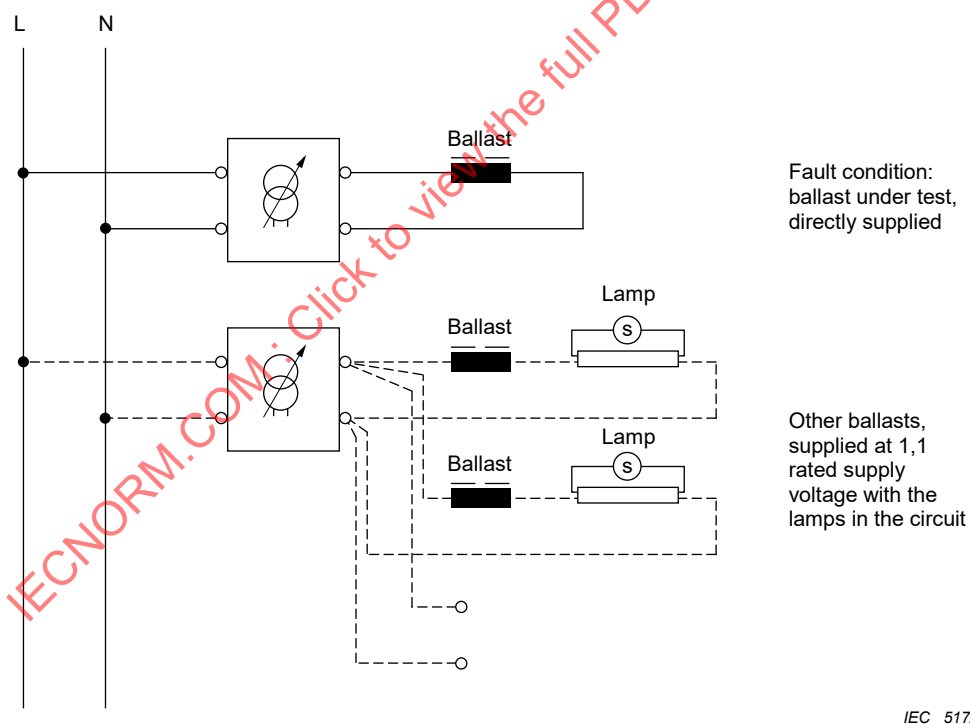 L N
Ballast
Fault condition:
ballast under test,
directly supplied
Lamp
Ballast
S
Other ballasts,
supplied at 1,1
rated supply
voltage with the
lamps in the circuit
Lamp
Ballast
S
IECNORM.COM : Click to view the full
IEC 517